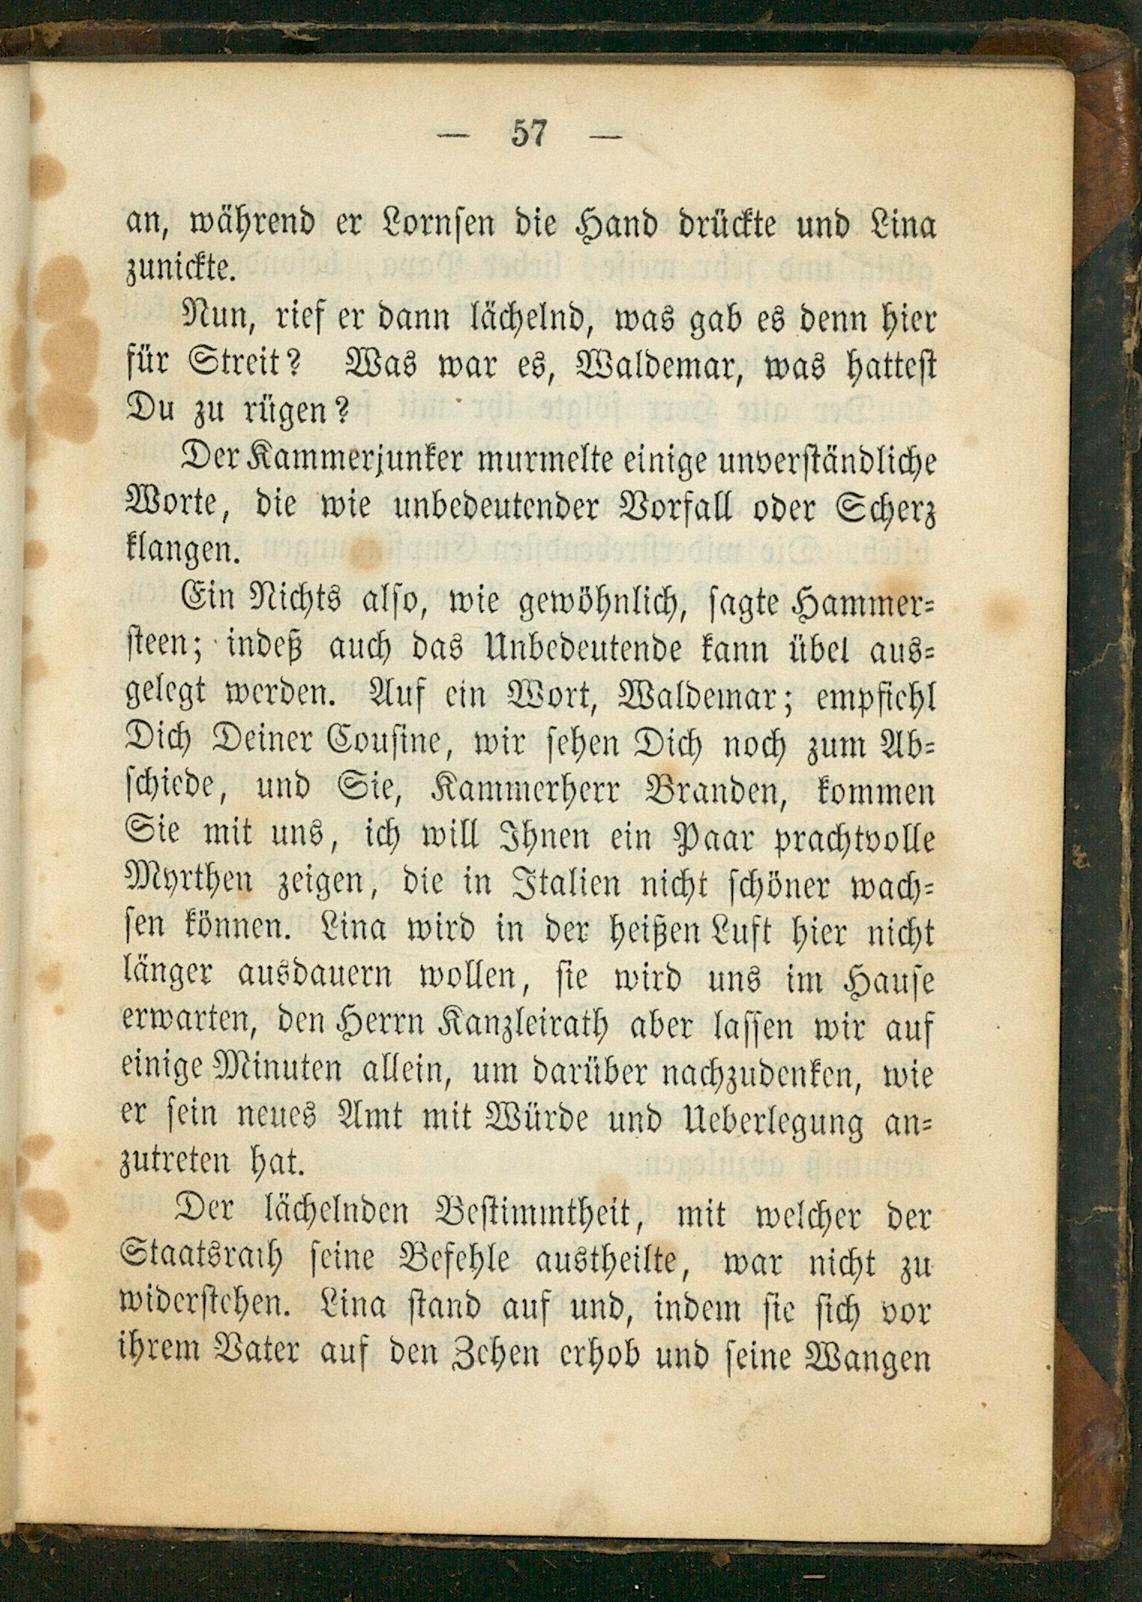 — 57 —
an, während er Lornsen die Hand drückte und Lina
zunickte.
Nun, rief er dann lächelnd, was gab es denn hier
für Streit? Was war es, Waldemar, was hattest
Du zu rügen?
Der Kammerjunker murmelte einige unverständliche
Worte, die wie unbedeutender Vorfall oder Scherz
klangen.
Ein Nichts also, wie gewöhnlich, sagte Hammer-
steen; indeß auch das Unbedeutende kann übel aus-
gelegt werden. Auf ein Wort, Waldemar; empfiehl
Dich Deiner Cousine, wir sehen Dich noch zum Ab-
schiede, und Sie, Kammerherr Branden, kommen
Sie mit uns, ich will Ihnen ein Paar prachtvolle
Myrthen zeigen, die in Italien nicht schöner wach-
sen können. Lina wird in der heißen Luft hier nicht
länger ausdauern wollen, sie wird uns im Hause
erwarten, den Herrn Kanzleirath aber lassen wir auf
einige Minuten allein, um darüber nachzudenken, wie
er sein neues Amt mit Würde und Ueberlegung an-
zutreten hat.
Der lächelnden Bestimmtheit, mit welcher der
Staatsrath seine Befehle austheilte, war nicht zu
widerstehen. Lina stand auf und, indem sie sich vor
ihrem Vater auf den Zehen erhob und seine Wangen